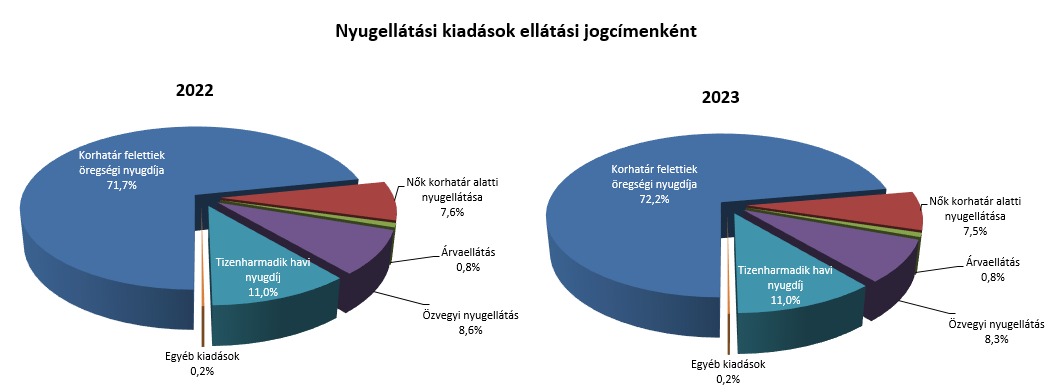 Nyugellátási kiadások ellátási jogcímenként
2022
Korhatár felettiek
öregségi nyugdíja
71,7%
Nők korhatár alatti
nyugellátása
7,6%
Árvaellátás
0,8%
Özvegyi nyugellátás
8,6%
Tizenharmadik havi
nyugdíj
11,0%
Egyéb kiadások
0,2%
2023
Korhatár felettiek
öregségi nyugdíja
72,2%
Nők korhatár alatti
nyugellátása
7,5%
Árvaellátás
0,8%
Özvegyi nyugellátás
8,3%
Tizenharmadik havi
nyugdíj
11,0%
Egyéb kiadások
0,2%